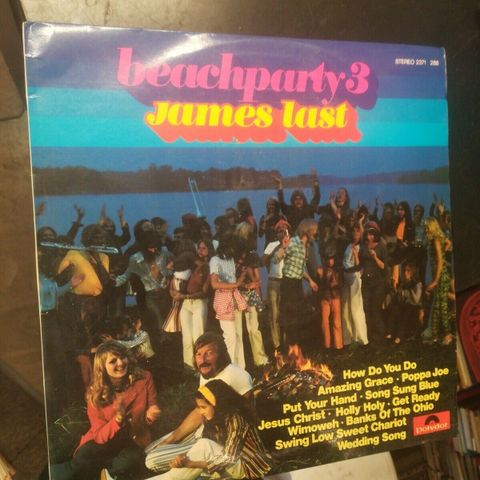 STEREO 2371 288
beachparty 3
James last
How Do You Do
Amazing Grace · Poppa Joe
Put Your Hand · Song Sung Blue
Jesus Christ · Holly Holy · Get Ready
Wimoweh · Banks Of The Ohio
Swing Low Sweet Chariot
Wedding Song
Polydor